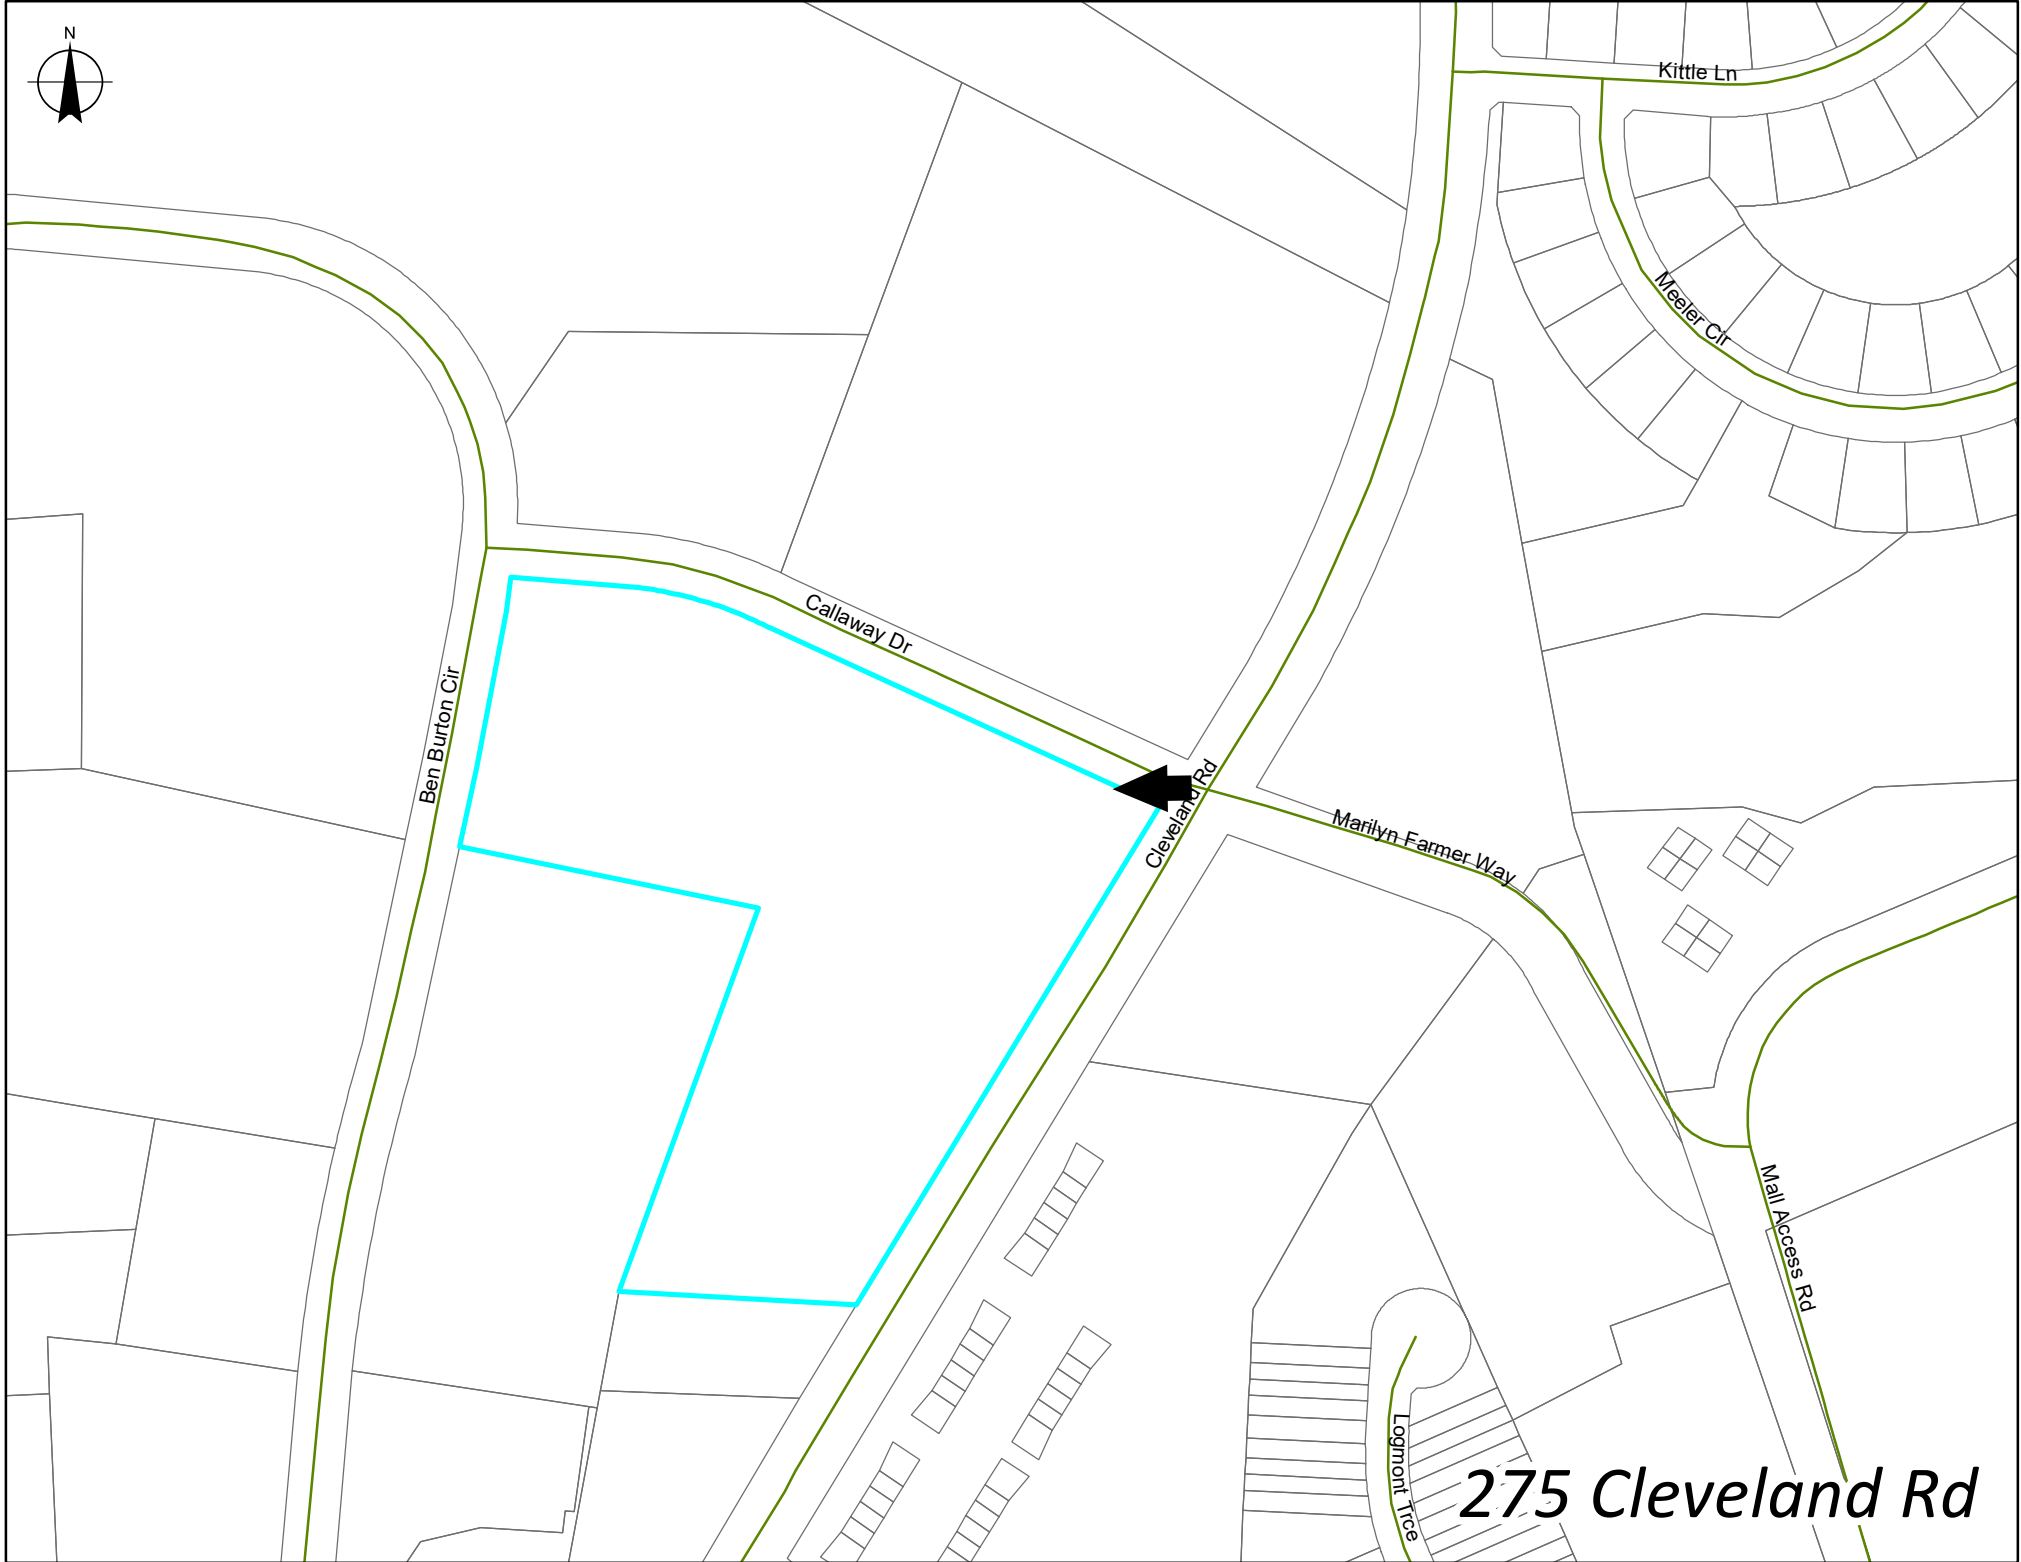 N
Kittle Ln
Meeler Cir
Callaway Dr
Ben Burton Cir
Cleveland Rd
Marilyn Farmer Way
Mall Access Rd
Logmont Trce
275 Cleveland Rd